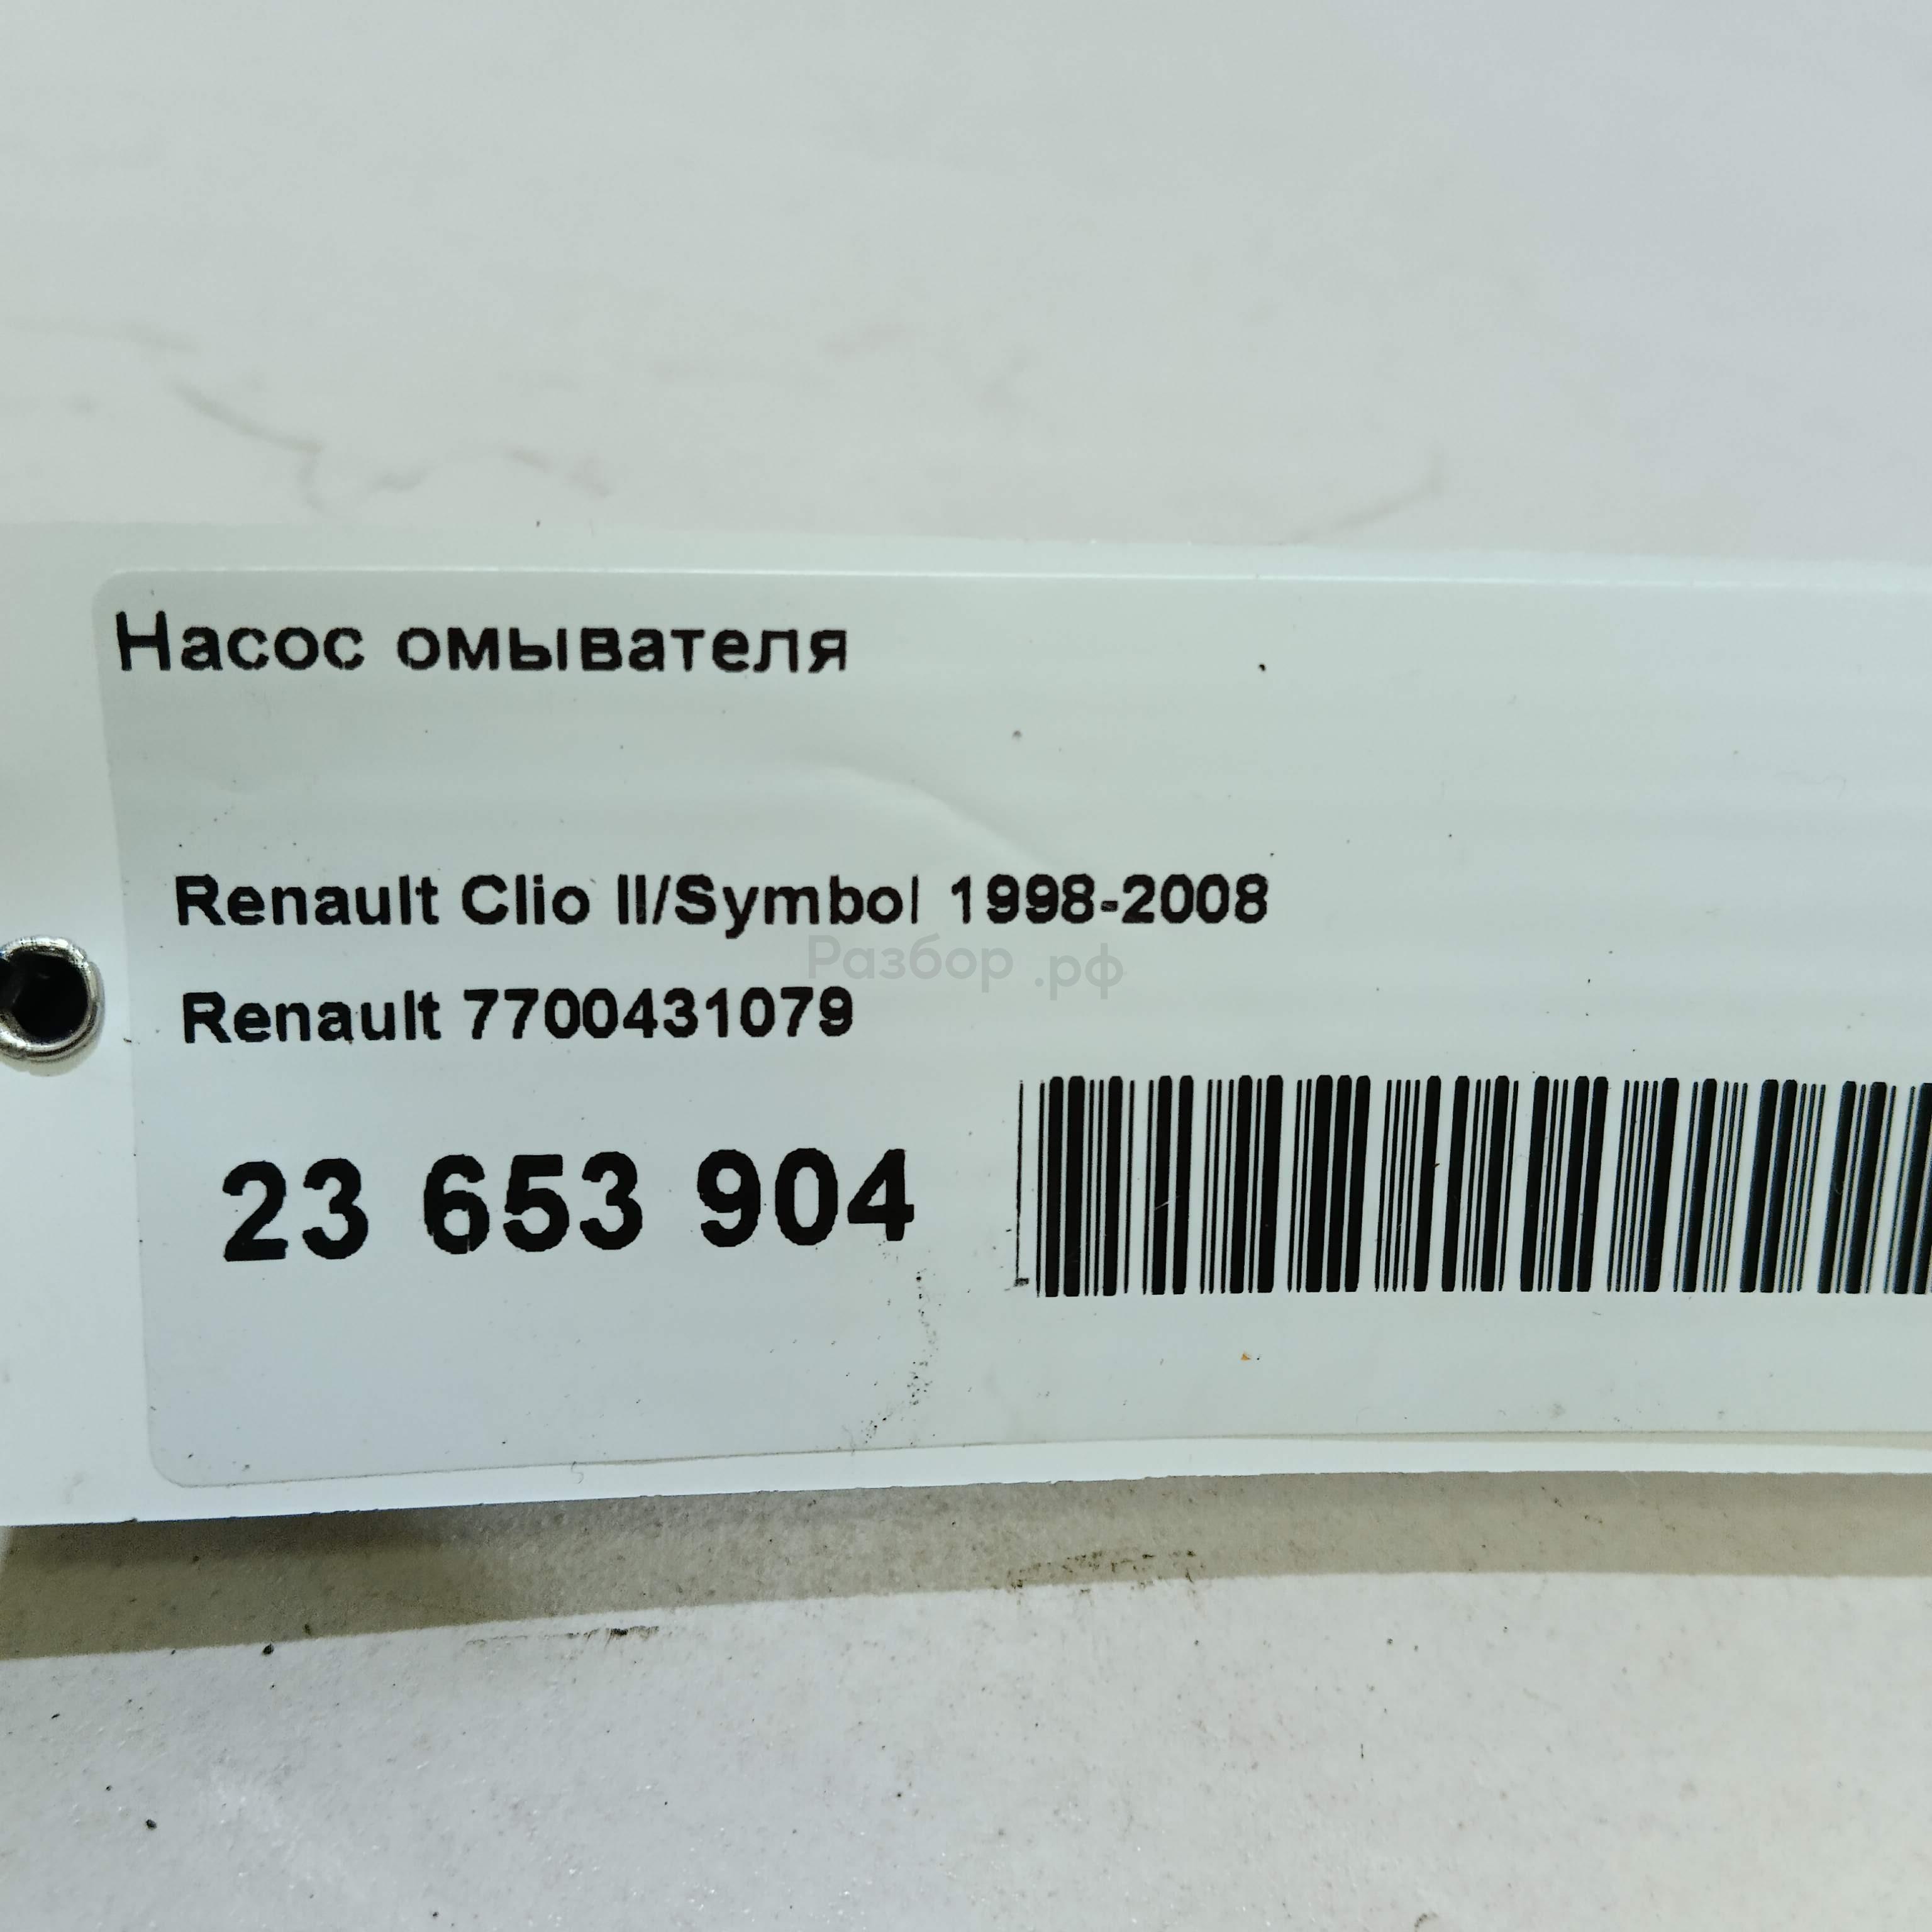 Насос омывателя
Renault Clio II/Symbol 1998-2008
Разбор.рф
Renault 7700431079
23 653 904